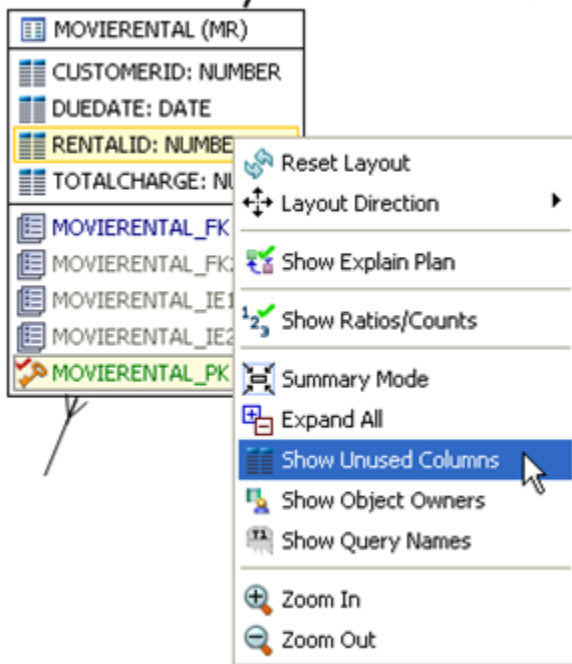 MOVIERENTAL (MR)
CUSTOMERID: NUMBER
DUEDATE: DATE
RENTALID: NUMBE
TOTALCHARGE: NU
MOVIERENTAL_FK
MOVIERENTAL_FK2
MOVIERENTAL_IE1
MOVIERENTAL_IE2
MOVIERENTAL_PK
Reset Layout
Layout Direction
Show Explain Plan
Show Ratios/Counts
Summary Mode
Expand All
Show Unused Columns
Show Object Owners
Show Query Names
Zoom In
Zoom Out